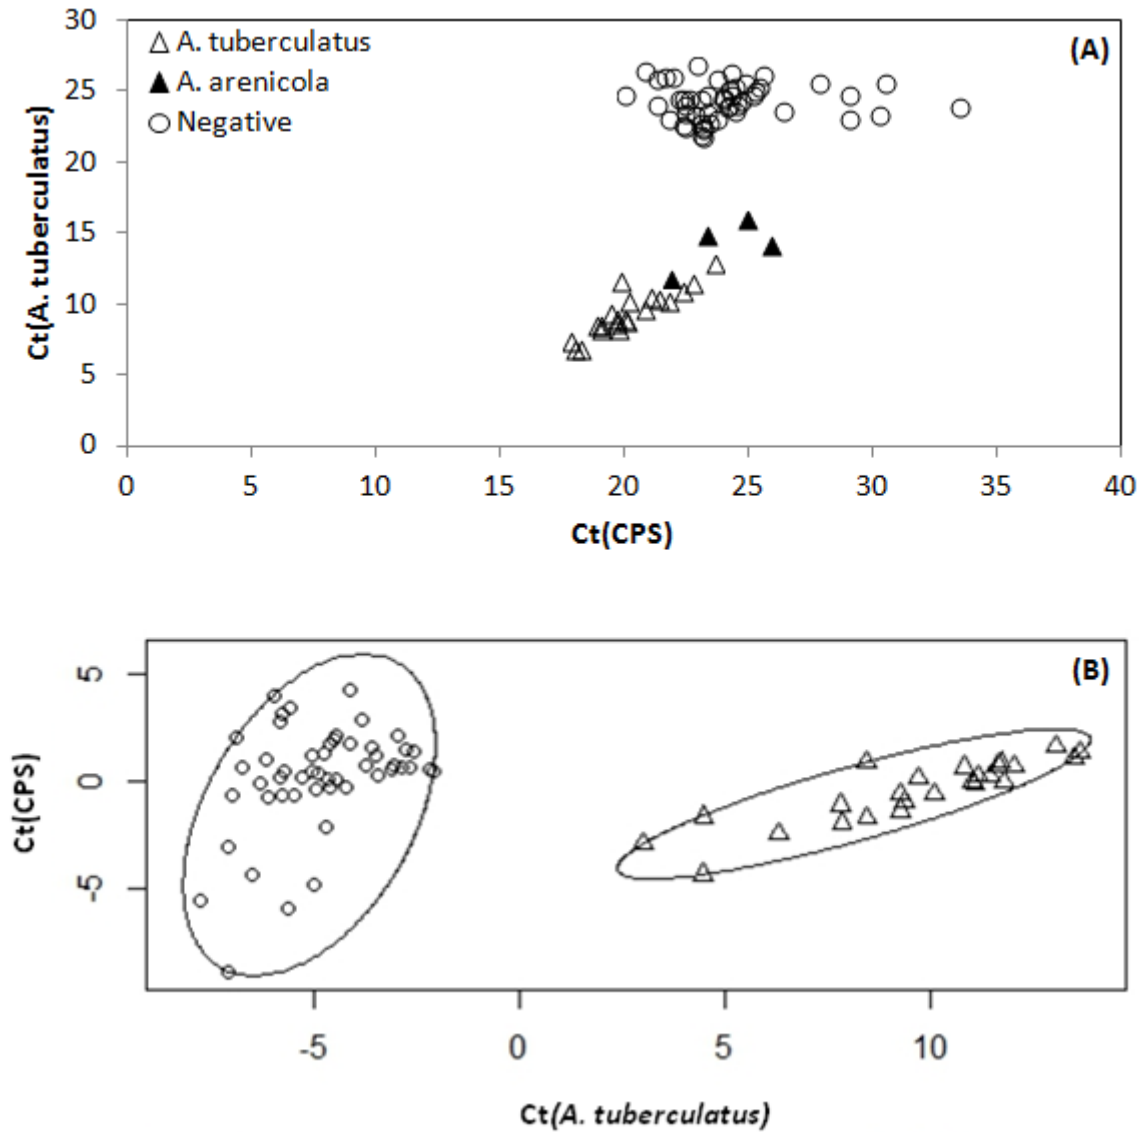 30
25
20
15
10
5
0
Ct(A. tuberculatus)
A. tuberculatus
A. arenicola
Negative
(A)
0 5 10 15 20 25 30 35 40
Ct(CPS)
(B)
5
0
-5
Ct(CPS)
-5 0 5 10
Ct(A. tuberculatus)